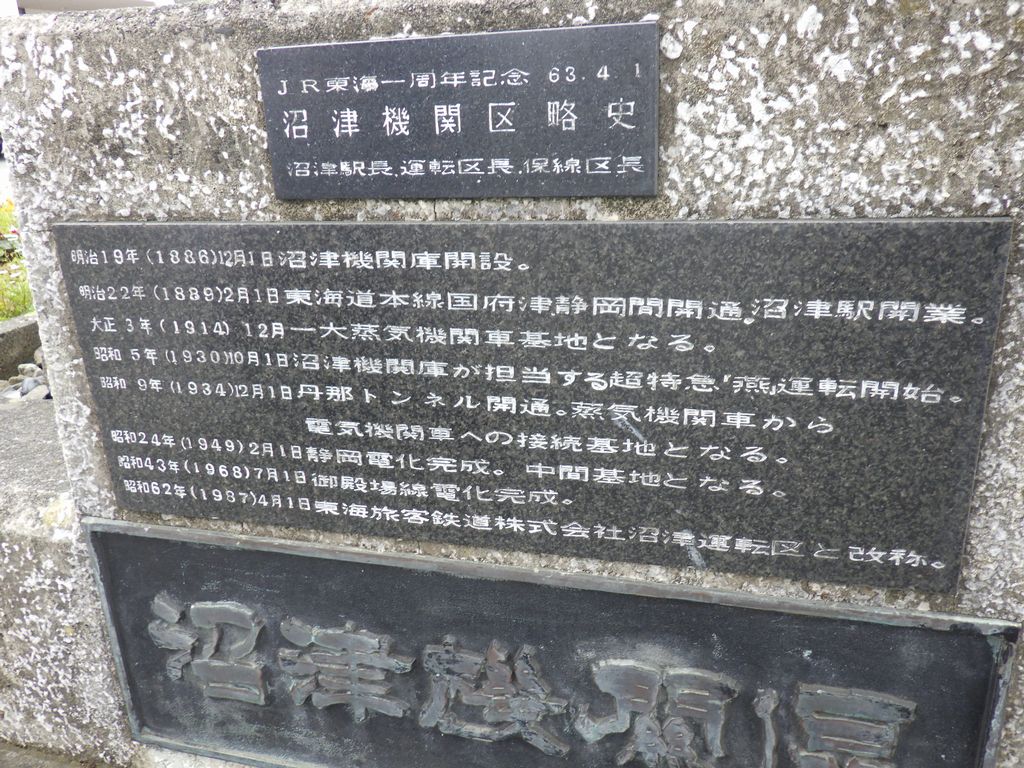 JR東海一周年記念 63.4.1
沼津機関区略史
沼津駅長.運転区長.保線区長
明治19年(1886)12月1日沼津機関庫開設。
明治22年(1889)2月1日東海道本線国府津静岡間開通。沼津駅開業。
大正3年(1914)12月一大蒸気機関車基地となる。
昭和5年(1930)10月1日沼津機関庫が担当する超特急「燕」運転開始。
昭和9年(1934)12月1日丹那トンネル開通。蒸気機関車から
電気機関車への接続基地となる。
昭和24年(1949)2月1日静岡電化完成。中間基地となる。
昭和43年(1968)7月1日御殿場線電化完成。
昭和62年(1987)4月1日東海旅客鉄道株式会社沼津運転区と改称。
沼津機関区